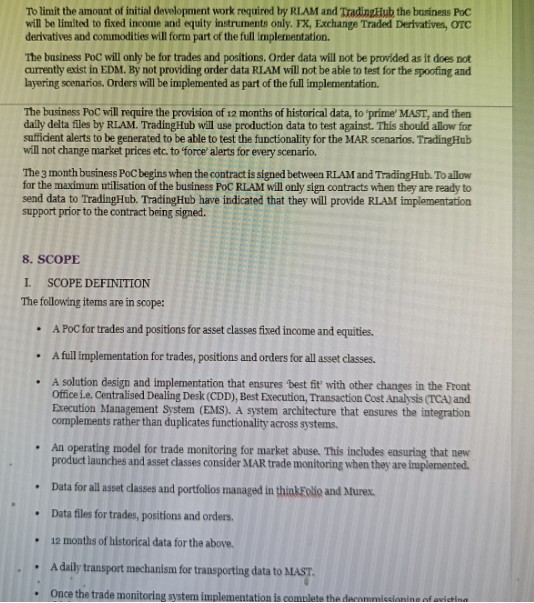 To limit the amount of initial development work required by RLAM and TradingHub the business PoC
will be limited to fixed income and equity instruments only. FX, Exchange Traded Derivatives, OTC
derivatives and commodities will form part of the full implementation.
The business PoC will only be for trades and positions. Order data will not be provided as it does not
currently exist in EDM. By not providing order data RLAM will not be able to test for the spoofing and
layering scenarios. Orders will be implemented as part of the full implementation.
The business PoC will require the provision of 12 months of historical data, to 'prime' MAST, and then
daily delta files by RLAM. TradingHub will use production data to test against. This should allow for
sufficient alerts to be generated to be able to test the functionality for the MAR scenarios. TradingHub
will not change market prices etc. to 'force' alerts for every scenario.
The 3 month business PoC begins when the contract is signed between RLAM and TradingHub. To allow
for the maximum utilisation of the business PoC RLAM will only sign contracts when they are ready to
send data to TradingHub. TradingHub have indicated that they will provide RLAM implementation
support prior to the contract being signed.
8. SCOPE
I. SCOPE DEFINITION
The following items are in scope:
• A PoC for trades and positions for asset classes fixed income and equities.
• A full implementation for trades, positions and orders for all asset classes.
• A solution design and implementation that ensures 'best fit' with other changes in the Front
Office i.e. Centralised Dealing Desk (CDD), Best Execution, Transaction Cost Analysis (TCA) and
Execution Management System (EMS). A system architecture that ensures the integration
complements rather than duplicates functionality across systems.
• An operating model for trade monitoring for market abuse. This includes ensuring that new
product launches and asset classes consider MAR trade monitoring when they are implemented.
• Data for all asset classes and portfolios managed in thinkFolio and Murex.
• Data files for trades, positions and orders.
• 12 months of historical data for the above.
• A daily transport mechanism for transporting data to MAST.
• Once the trade monitoring system implementation is complete the decommissioning of existing